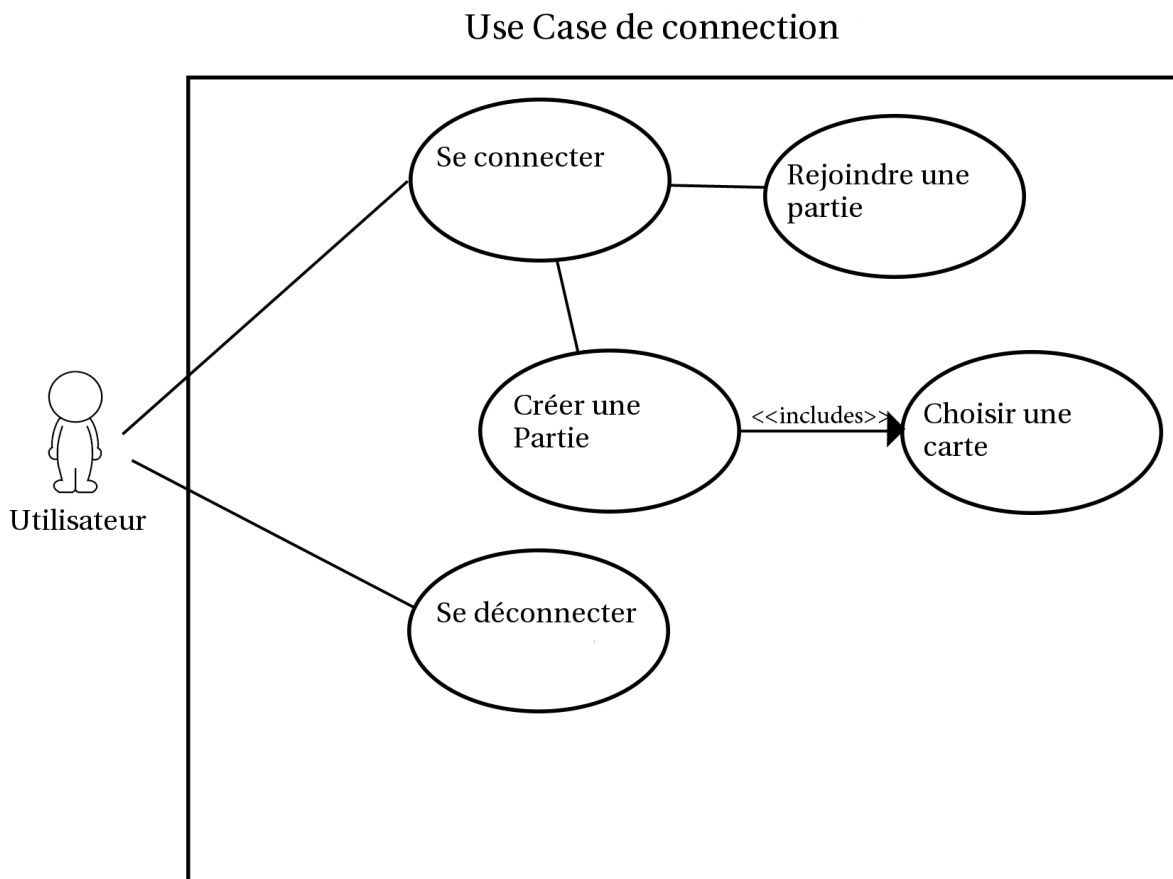 Use Case de connection
Se connecter
Rejoindre une
partie
Créer une
Partie
<<includes>>
Choisir une
carte
Utilisateur
Se déconnecter